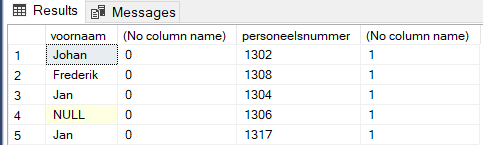 Results Messages
voornaam (No column name) personeelsnummer (No column name)
1 Johan 0 1302 1
2 Frederik 0 1308 1
3 Jan 0 1304 1
4 NULL 0 1306 1
5 Jan 0 1317 1